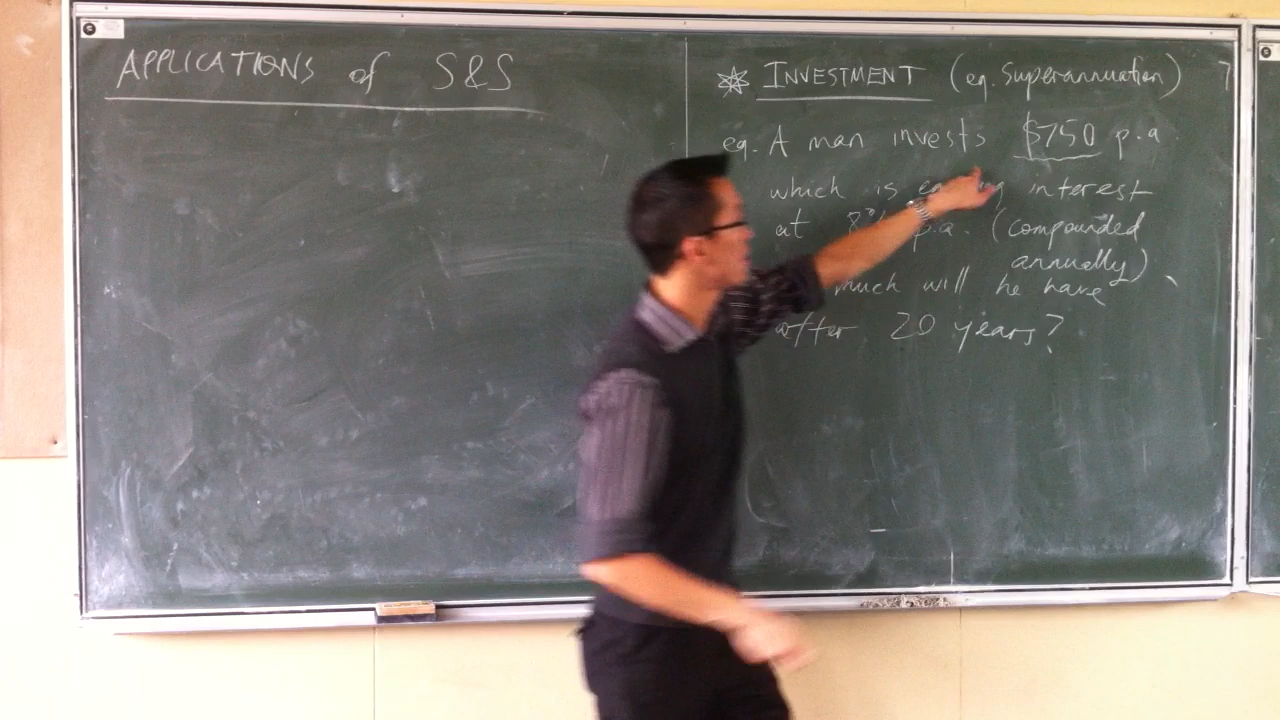 APPLICATIONS of S&S
INVESTMENT (eg. Superannuation)
eg. A man invests $750 p.a
which is interest
at 8% p.a. (compounded
annually)
much will he have
after 20 years?